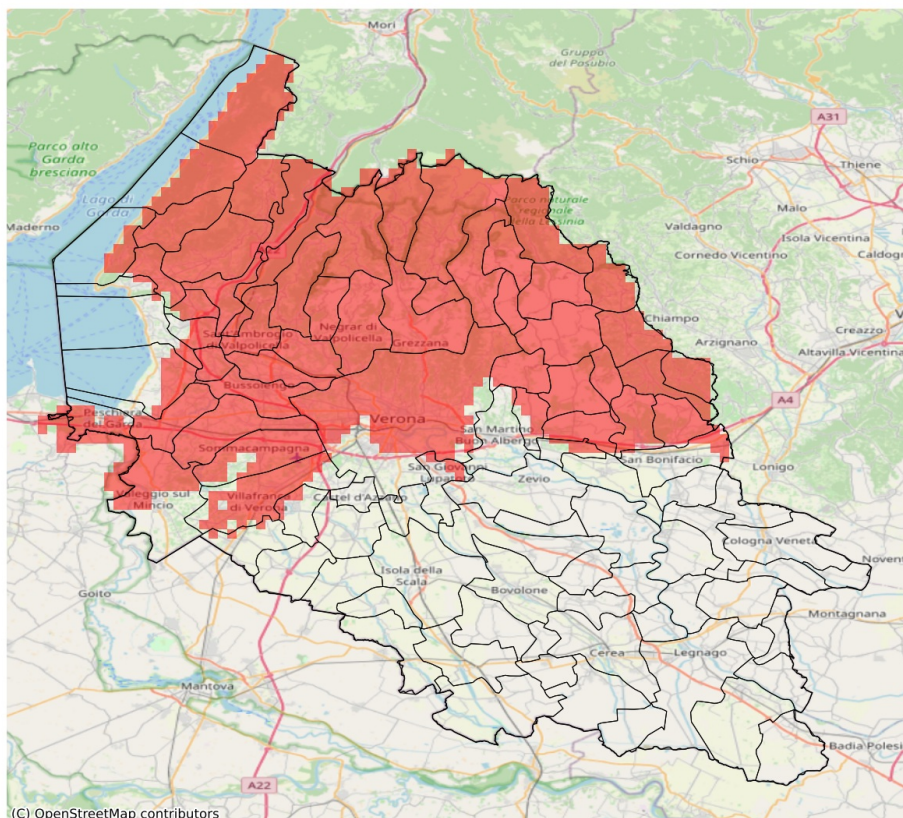 Mori
Gruppo
del Pasubio
A31
Parco alto
Garda
bresciano
Schio
Thiene
Lago di
Garda
Parco naturale
regionale
della Lessinia
Malo
Maderno
Valdagno
Isola Vicentina
Cornedo Vicentino
Caldogno
Chiampo
Creazzo
Sant'Ambrogio
di Valpolicella
Negrar di
Valpolicella
Grezzana
Arzignano
Altavilla Vicentina
Bussolengo
A4
Peschiera
del Garda
Verona
San Martino
Buon Albergo
Sommacampagna
San Giovanni
Lupatoto
San Bonifacio
Lonigo
Zevio
Valeggio sul
Mincio
Villafranca
di Verona
Castel d'Azzano
Cologna Veneta
Isola della
Scala
Goito
Bovolone
Montagnana
Cerea
Legnago
Mantova
Badia Polesi
A22
(C) OpenStreetMap contributors